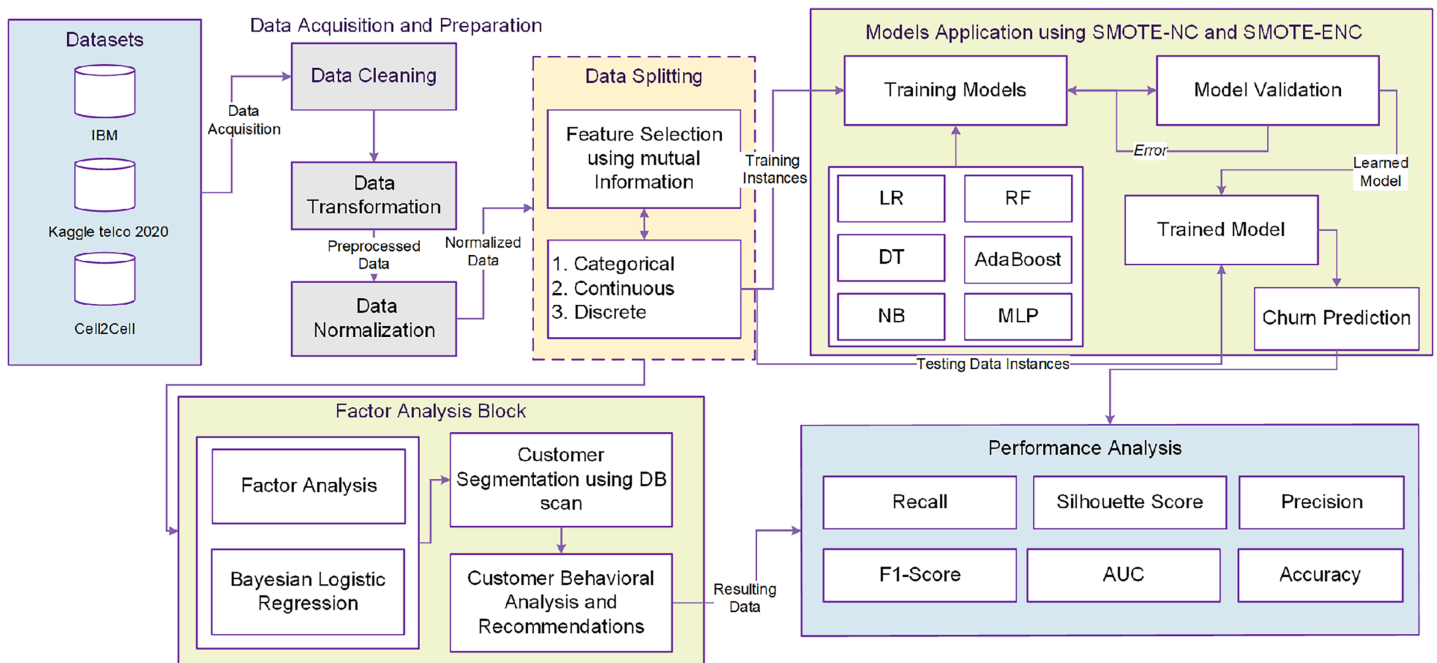 Datasets
IBM
Kaggle telco 2020
Cell2Cell
Data
Acquisition
Data Acquisition and Preparation
Data Cleaning
Data
Transformation
Preprocessed
Data
Data
Normalization
Normalized
Data
Data Splitting
Feature Selection
using mutual
Information
1. Categorical
2. Continuous
3. Discrete
Training
Instances
Testing Data Instances
Models Application using SMOTE-NC and SMOTE-ENC
Training Models
Model Validation
Error
Learned
Model
LR
RF
DT
AdaBoost
NB
MLP
Trained Model
Churn Prediction
Factor Analysis Block
Factor Analysis
Bayesian Logistic
Regression
Customer
Segmentation using DB
scan
Customer Behavioral
Analysis and
Recommendations
Resulting
Data
Performance Analysis
Recall
Silhouette Score
Precision
F1-Score
AUC
Accuracy